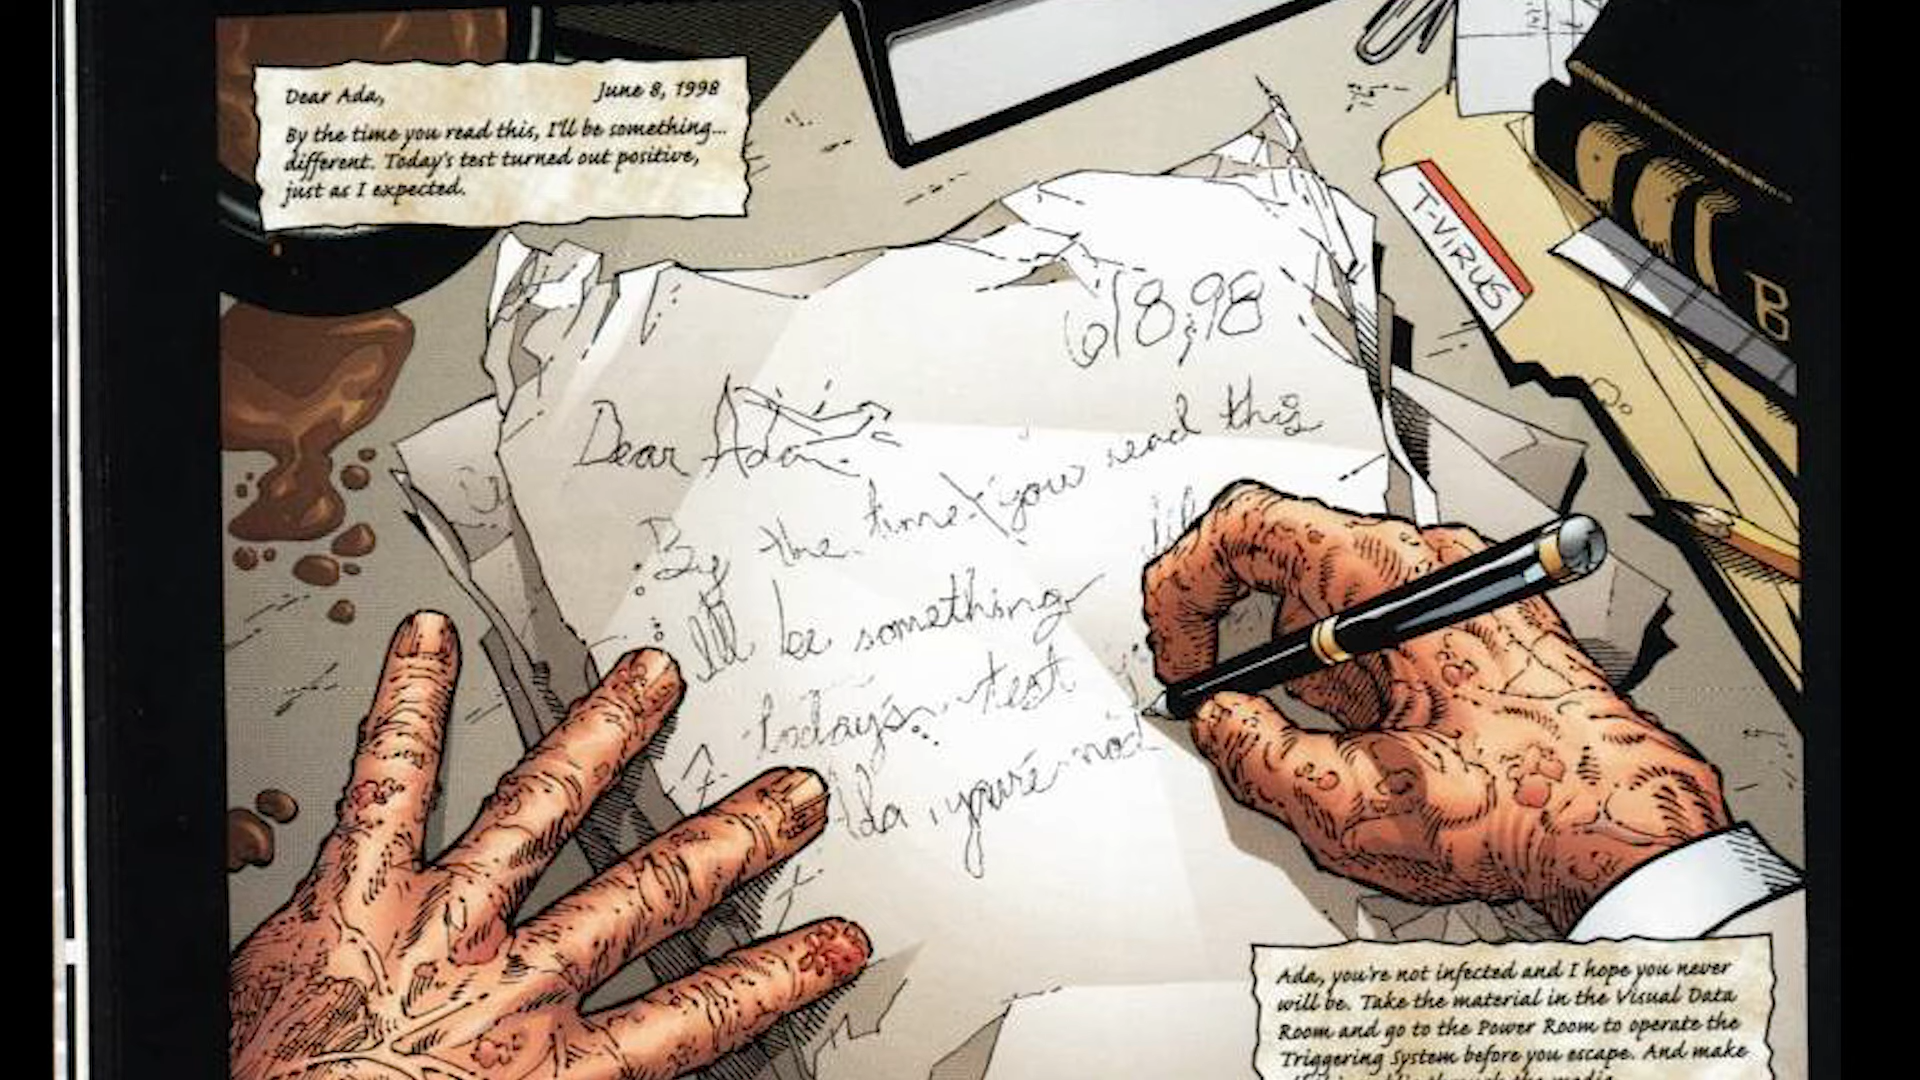 Dear Ada, June 8, 1998
By the time you read this, I'll be something...
different. Today's test turned out positive,
just as I expected.
T-VIRUS
B
6/8,98
Dear Ada
By the time you read this
I'll be something
today's test
Ada, you're not
Ada, you're not infected and I hope you never
will be. Take the material in the Visual Data
Room and go to the Power Room to operate the
Triggering System before you escape. And make